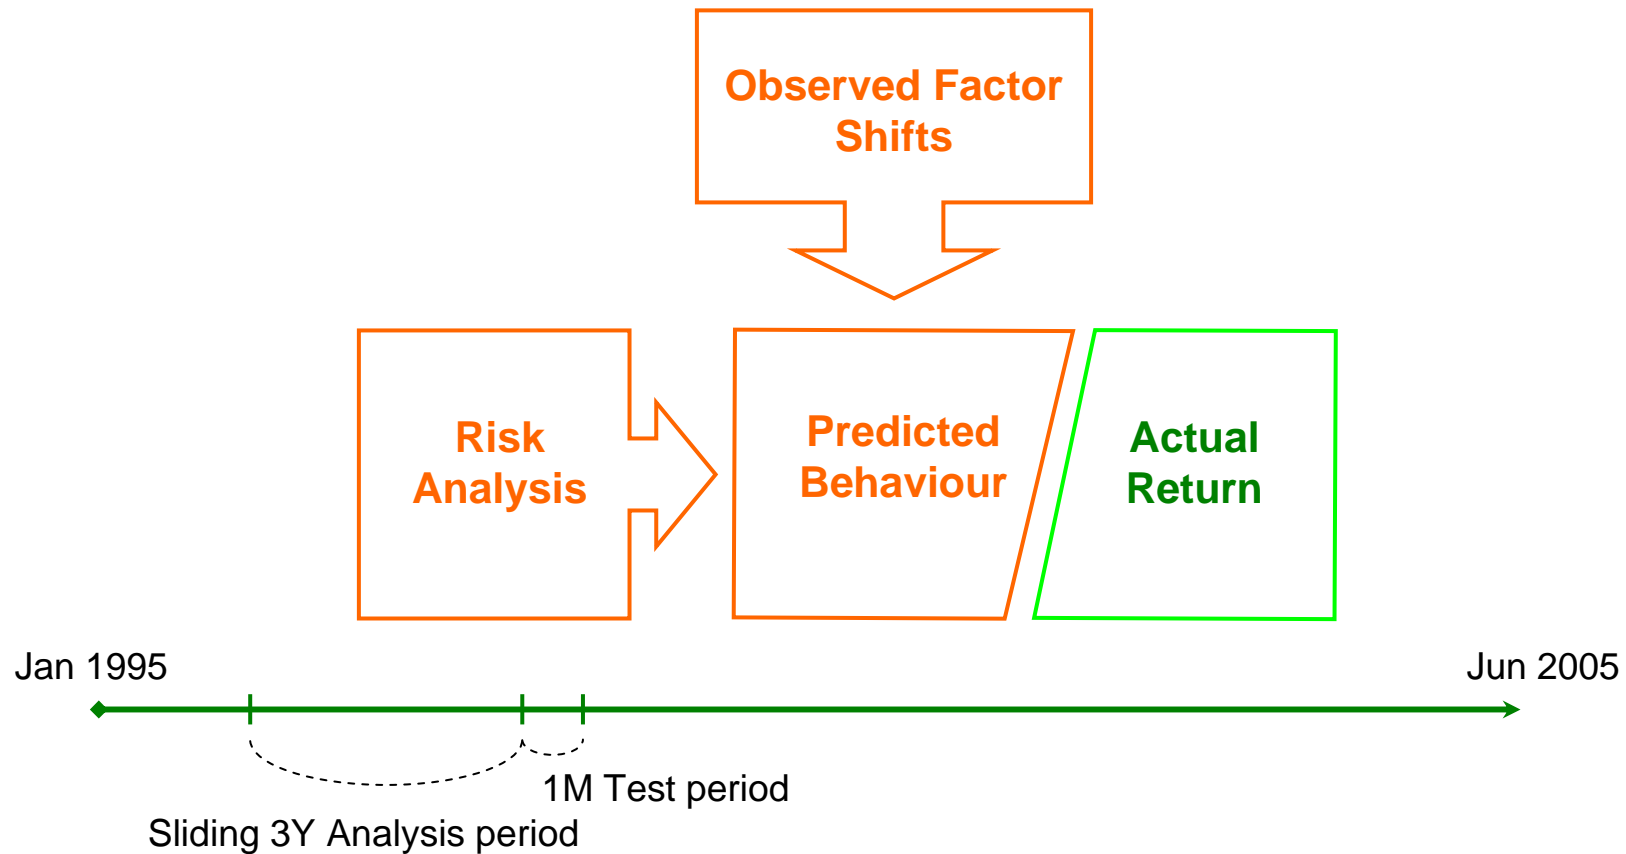 Observed Factor
Shifts
Risk
Analysis
Predicted
Behaviour
Actual
Return
Jan 1995
Jun 2005
1M Test period
Sliding 3Y Analysis period